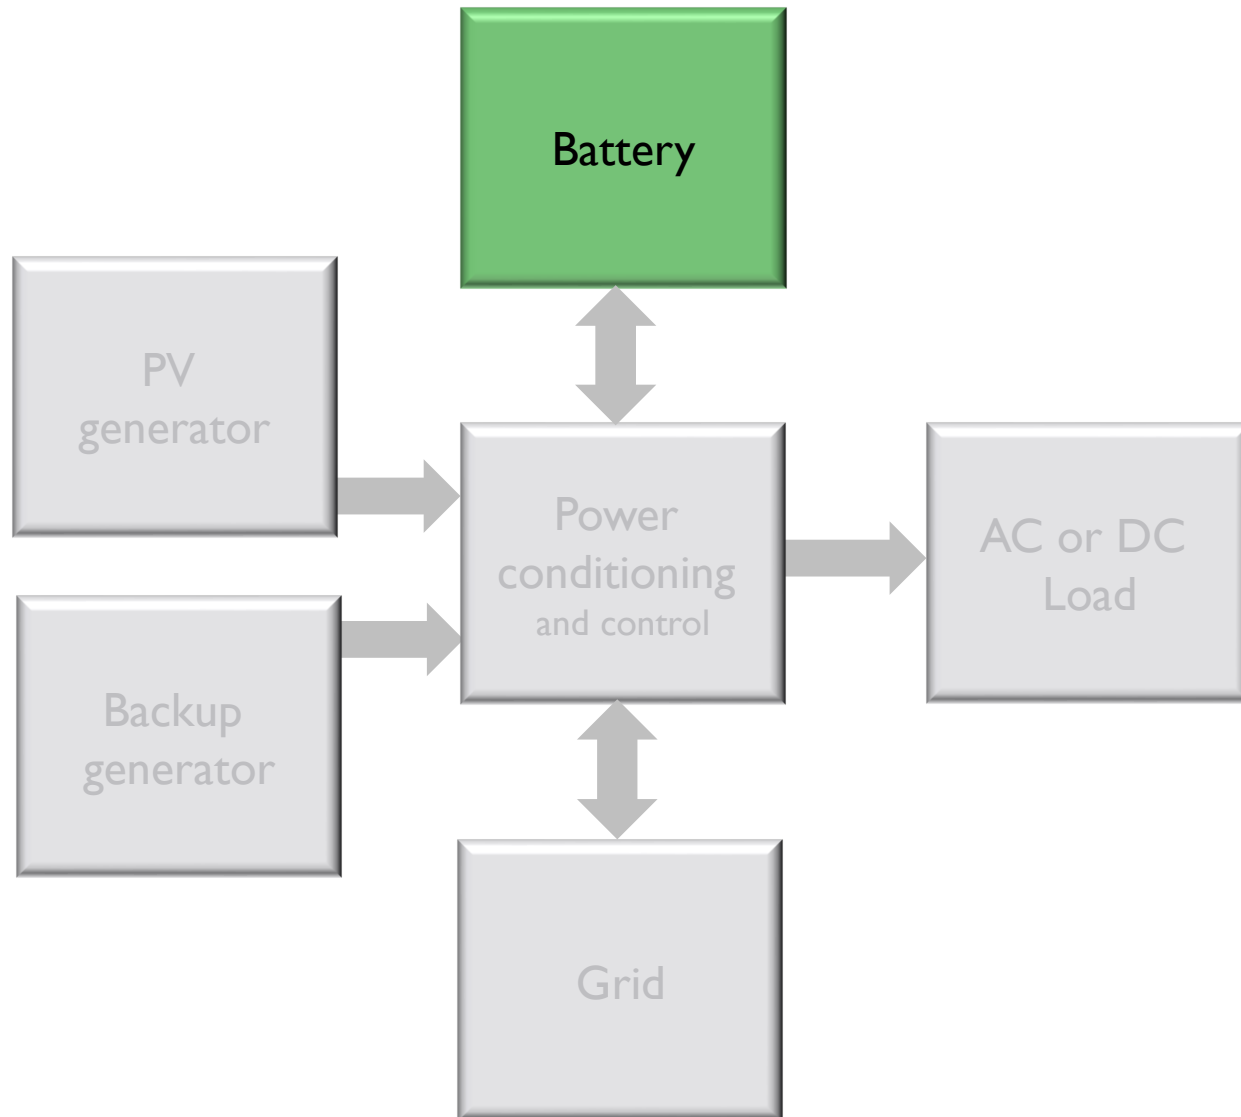 Battery
PV
generator
Power
conditioning
and control
AC or DC
Load
Backup
generator
Grid